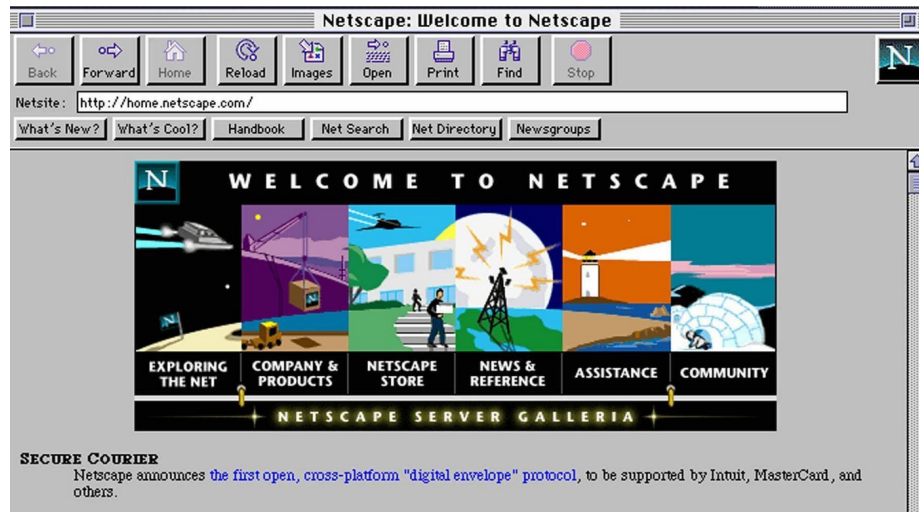 Netscape: Welcome to Netscape
Back Forward Home Reload Images Open Print Find Stop
N
Netsite: http://home.netscape.com/
What's New? What's Cool? Handbook Net Search Net Directory Newsgroups
N WELCOME TO NETSCAPE
N
N
EXPLORING THE NET
COMPANY & PRODUCTS
NETSCAPE STORE
NEWS & REFERENCE
ASSISTANCE
COMMUNITY
NETSCAPE SERVER GALLERIA
SECURE COURIER
Netscape announces the first open, cross-platform "digital envelope" protocol, to be supported by Intuit, MasterCard, and
others.